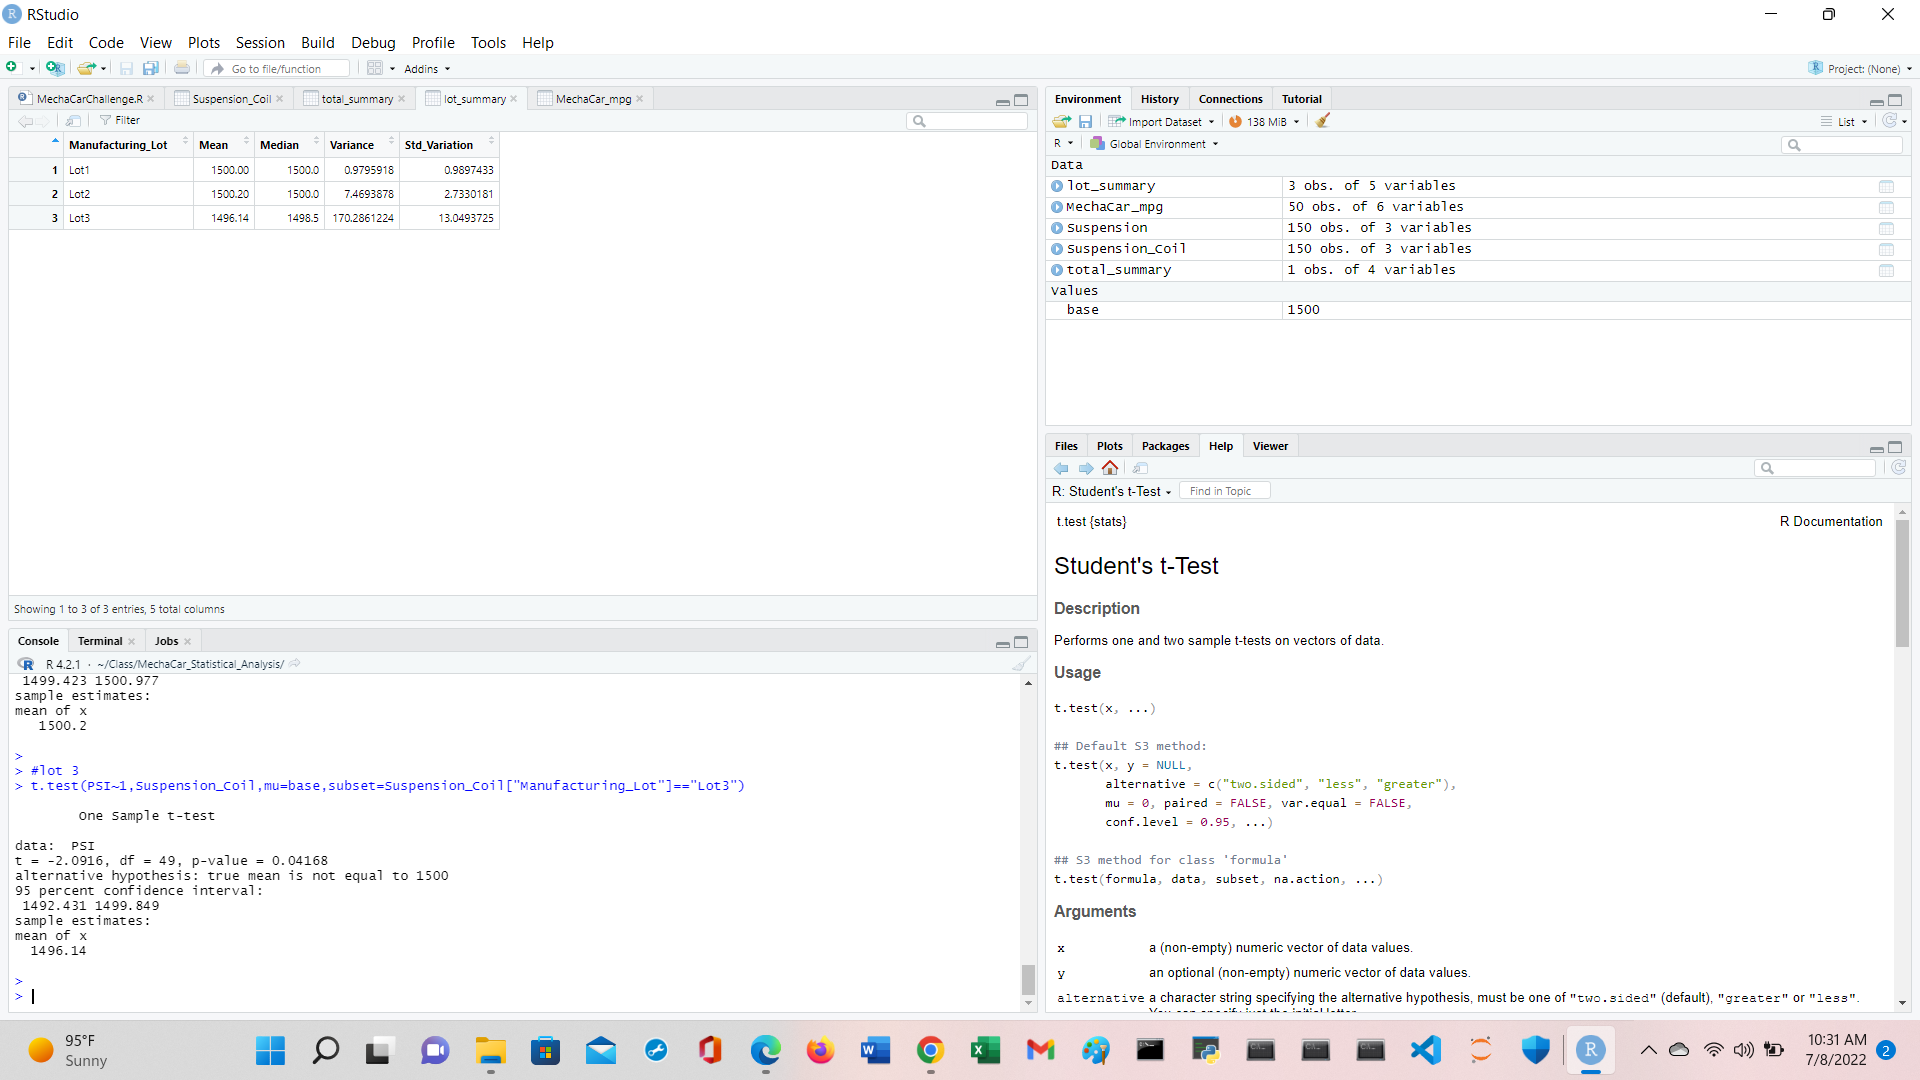 RStudio
File Edit Code View Plots Session Build Debug Profile Tools Help
Go to file/function Addins Project: (None)
MechaCarChallenge.R Suspension_Coil total_summary lot_summary MechaCar_mpg
Filter
Manufacturing_Lot Mean Median Variance Std_Variation
1 Lot1 1500.00 1500.0 0.9795918 0.9897433
2 Lot2 1500.20 1500.0 7.4693878 2.7330181
3 Lot3 1496.14 1498.5 170.2861224 13.0493725
Showing 1 to 3 of 3 entries, 5 total columns
Console Terminal Jobs
R 4.2.1 · ~/Class/MechaCar_Statistical_Analysis/
1499.423 1500.977
sample estimates:
mean of x
1500.2
>
> #lot 3
> t.test(PSI~1,Suspension_Coil,mu=base,subset=Suspension_Coil["Manufacturing_Lot"]=="Lot3")
One Sample t-test
data: PSI
t = -2.0916, df = 49, p-value = 0.04168
alternative hypothesis: true mean is not equal to 1500
95 percent confidence interval:
1492.431 1499.849
sample estimates:
mean of x
1496.14
>
>
Environment History Connections Tutorial
Import Dataset 138 MiB List
R Global Environment
Data
lot_summary 3 obs. of 5 variables
MechaCar_mpg 50 obs. of 6 variables
Suspension 150 obs. of 3 variables
Suspension_Coil 150 obs. of 3 variables
total_summary 1 obs. of 4 variables
Values
base 1500
Files Plots Packages Help Viewer
R: Student's t-Test Find in Topic
t.test {stats} R Documentation
Student's t-Test
Description
Performs one and two sample t-tests on vectors of data.
Usage
t.test(x, ...)
## Default S3 method:
t.test(x, y = NULL,
alternative = c("two.sided", "less", "greater"),
mu = 0, paired = FALSE, var.equal = FALSE,
conf.level = 0.95, ...)
## S3 method for class 'formula'
t.test(formula, data, subset, na.action, ...)
Arguments
x a (non-empty) numeric vector of data values.
y an optional (non-empty) numeric vector of data values.
alternative a character string specifying the alternative hypothesis, must be one of "two.sided" (default), "greater" or "less".
You can specify just the initial letter.
95°F
Sunny
10:31 AM
7/8/2022
2